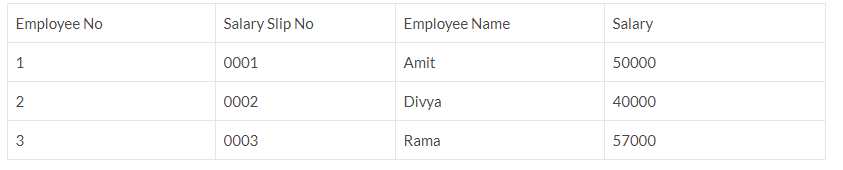 Employee No Salary Slip No Employee Name Salary
1 0001 Amit 50000
2 0002 Divya 40000
3 0003 Rama 57000